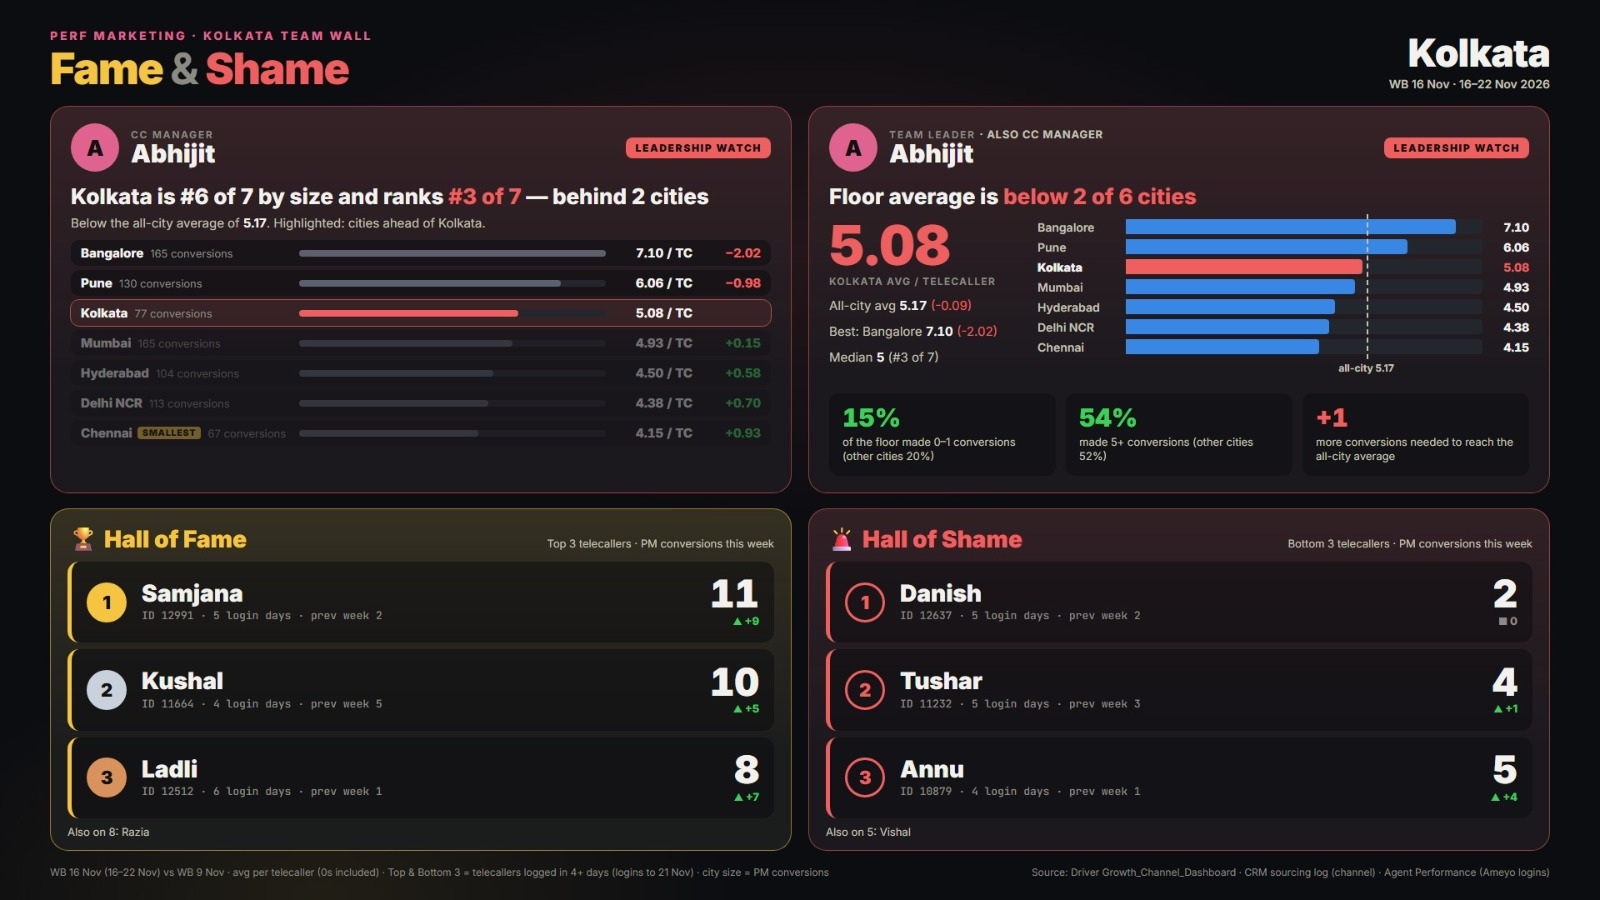 PERF MARKETING · KOLKATA TEAM WALL
Fame & Shame
Kolkata
WB 16 Nov · 16–22 Nov 2026
A
CC MANAGER
Abhijit
LEADERSHIP WATCH
Kolkata is #6 of 7 by size and ranks #3 of 7 — behind 2 cities
Below the all-city average of 5.17. Highlighted: cities ahead of Kolkata.
Bangalore 165 conversions 7.10 / TC −2.02
Pune 130 conversions 6.06 / TC −0.98
Kolkata 77 conversions 5.08 / TC
Mumbai 165 conversions 4.93 / TC +0.15
Hyderabad 104 conversions 4.50 / TC +0.58
Delhi NCR 113 conversions 4.38 / TC +0.70
Chennai SMALLEST 67 conversions 4.15 / TC +0.93
A
TEAM LEADER · ALSO CC MANAGER
Abhijit
LEADERSHIP WATCH
Floor average is below 2 of 6 cities
5.08
KOLKATA AVG / TELECALLER
All-city avg 5.17 (-0.09)
Best: Bangalore 7.10 (-2.02)
Median 5 (#3 of 7)
Bangalore 7.10
Pune 6.06
Kolkata 5.08
Mumbai 4.93
Hyderabad 4.50
Delhi NCR 4.38
Chennai 4.15
all-city 5.17
15%
of the floor made 0–1 conversions
(other cities 20%)
54%
made 5+ conversions (other cities
52%)
+1
more conversions needed to reach the
all-city average
Hall of Fame
Top 3 telecallers · PM conversions this week
1
Samjana
ID 12991 · 5 login days · prev week 2
11
▲ +9
2
Kushal
ID 11664 · 4 login days · prev week 5
10
▲ +5
3
Ladli
ID 12512 · 6 login days · prev week 1
8
▲ +7
Also on 8: Razia
Hall of Shame
Bottom 3 telecallers · PM conversions this week
1
Danish
ID 12637 · 5 login days · prev week 2
2
■ 0
2
Tushar
ID 11232 · 5 login days · prev week 3
4
▲ +1
3
Annu
ID 10879 · 4 login days · prev week 1
5
▲ +4
Also on 5: Vishal
WB 16 Nov (16–22 Nov) vs WB 9 Nov · avg per telecaller (0s included) · Top & Bottom 3 = telecallers logged in 4+ days (logins to 21 Nov) · city size = PM conversions
Source: Driver Growth_Channel_Dashboard · CRM sourcing log (channel) · Agent Performance (Ameyo logins)